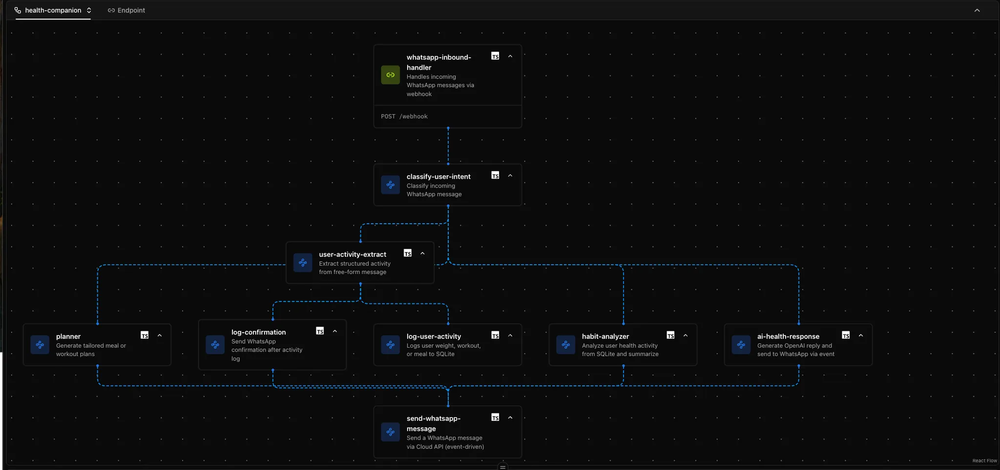 health-companion
Endpoint
whatsapp-inbound-
handler
TS
Handles incoming
WhatsApp messages via
webhook
POST /webhook
classify-user-intent
TS
Classify incoming
WhatsApp message
user-activity-extract
TS
Extract structured activity
from free-form message
planner
TS
Generate tailored meal or
workout plans
log-confirmation
TS
Send WhatsApp
confirmation after activity
log
log-user-activity
TS
Logs user weight, workout,
or meal to SQLite
habit-analyzer
TS
Analyze user health activity
from SQLite and summarize
ai-health-response
TS
Generate OpenAI reply and
send to WhatsApp via event
send-whatsapp-
message
TS
Send a WhatsApp message
via Cloud API (event-driven)
React Flow